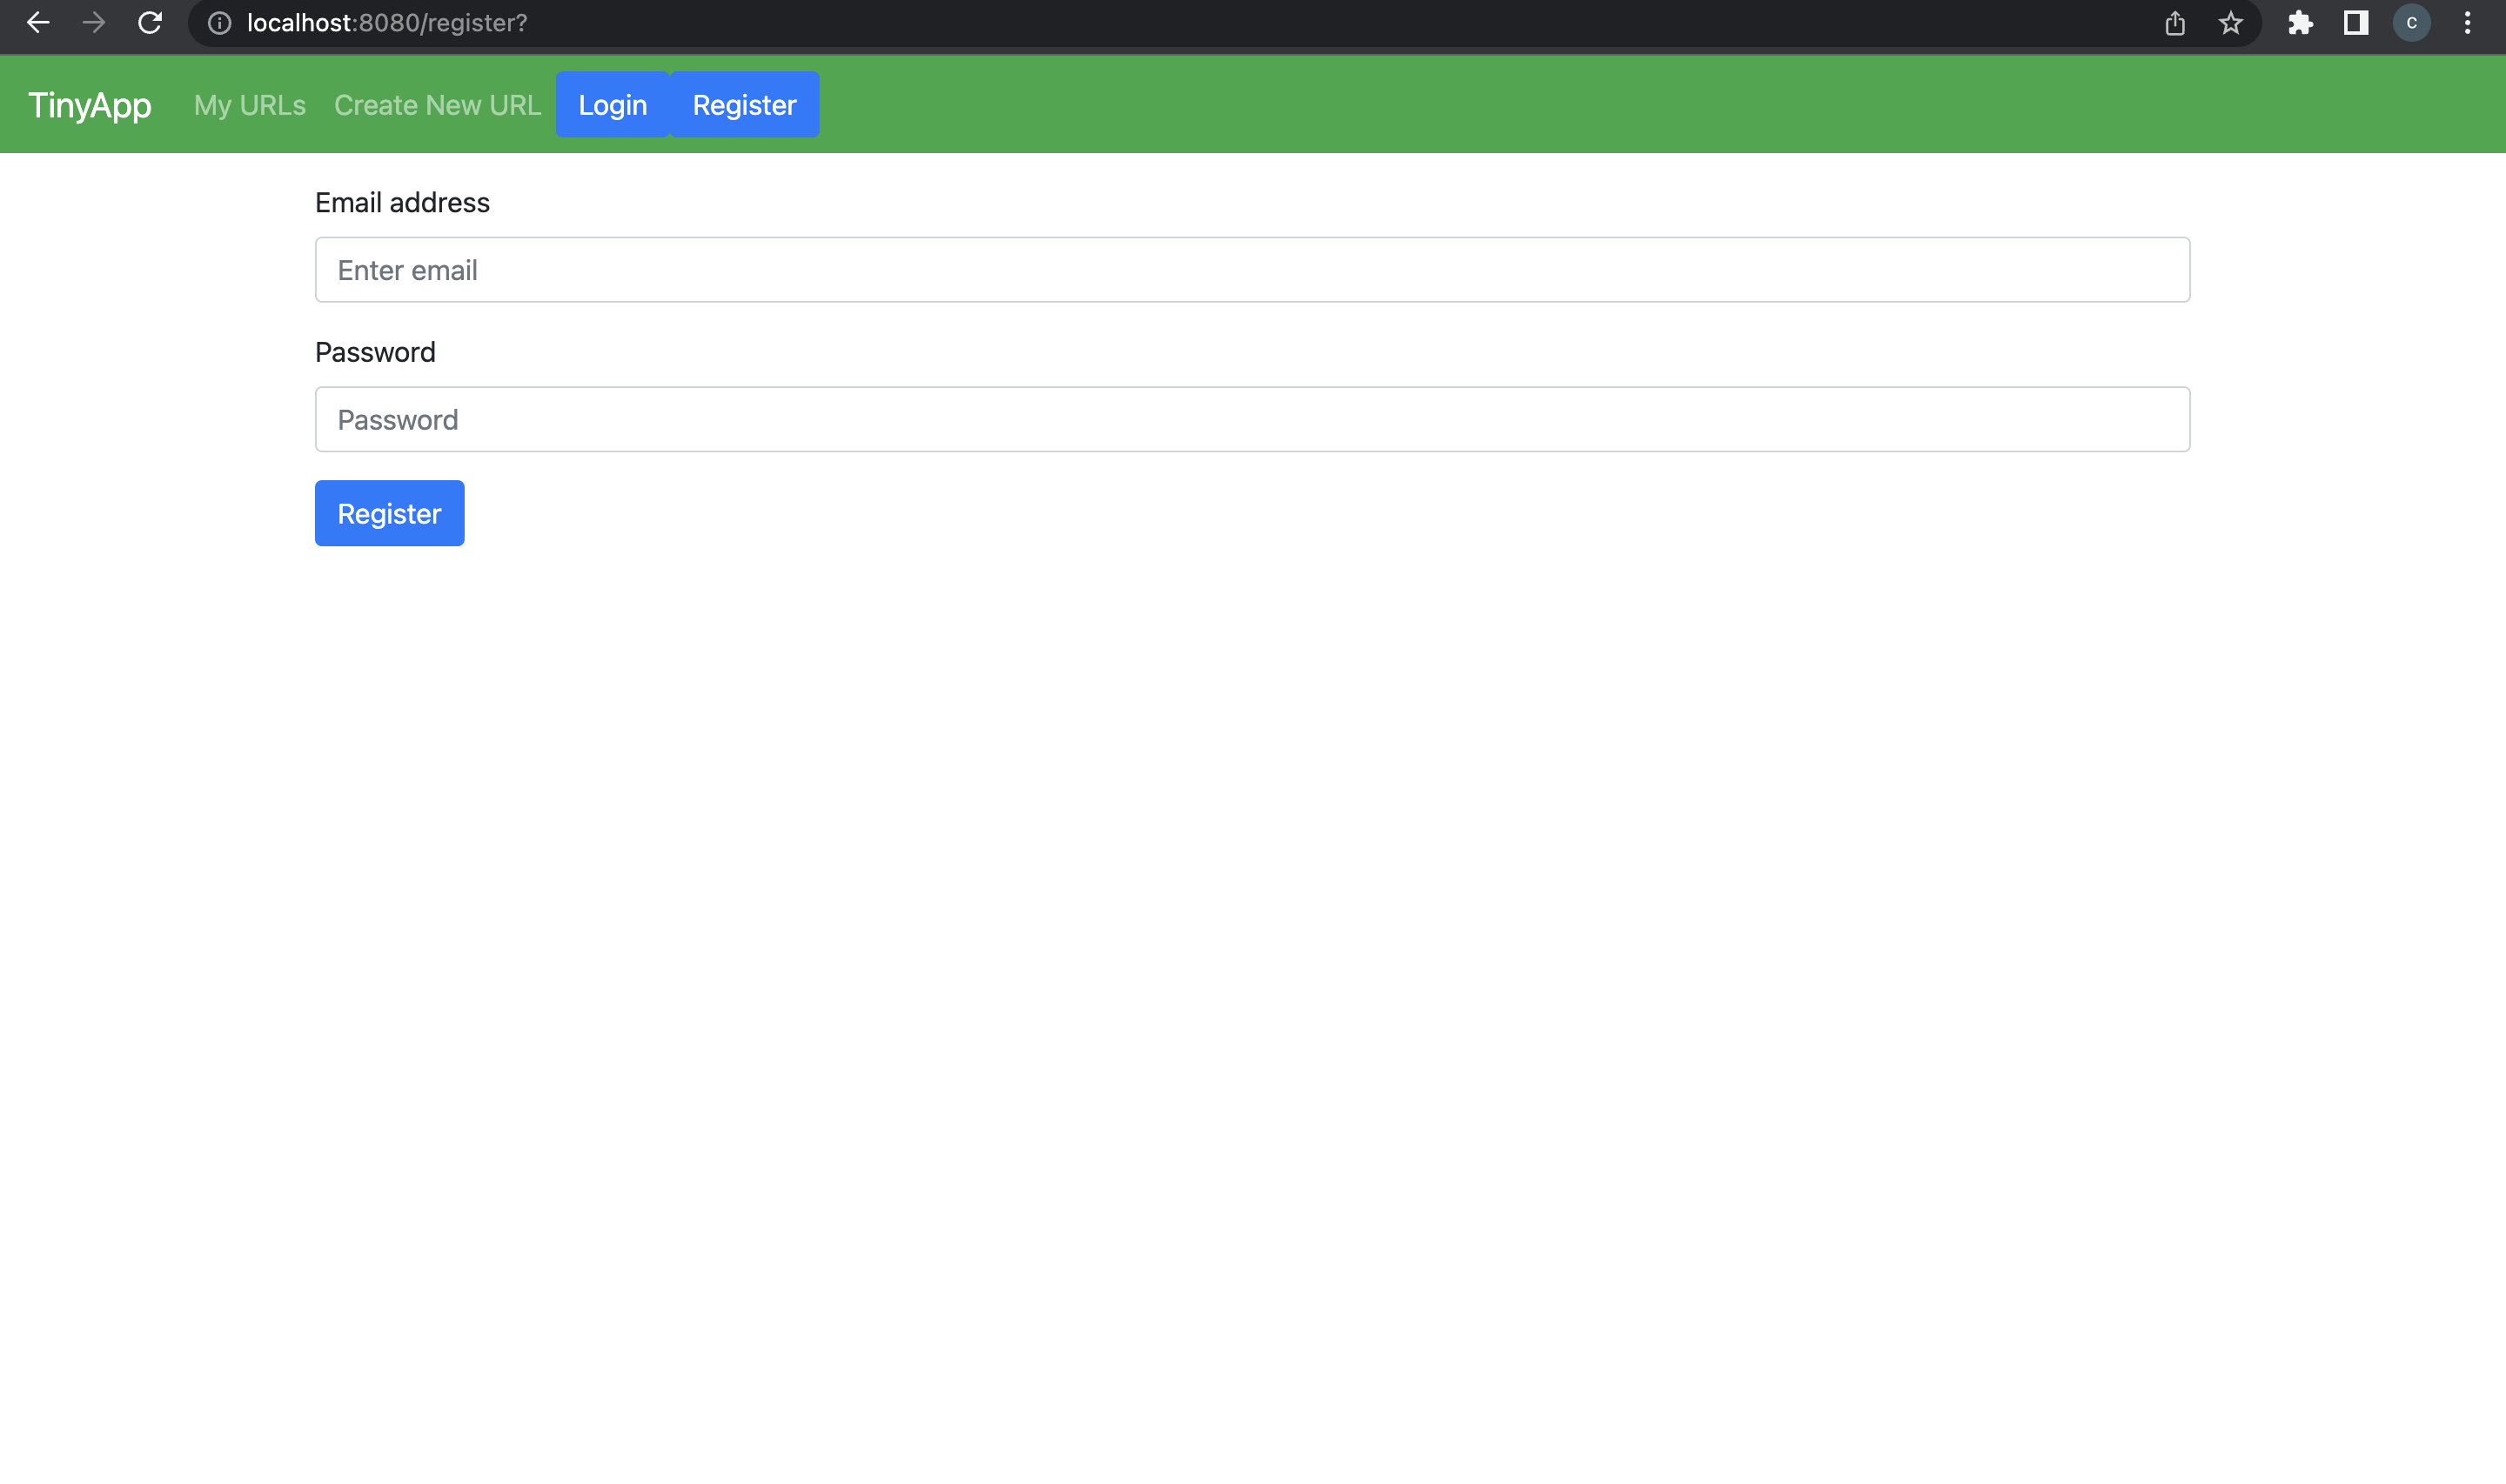 localhost:8080/register?
C
TinyApp My URLs Create New URL Login Register
Email address
Enter email
Password
Password
Register